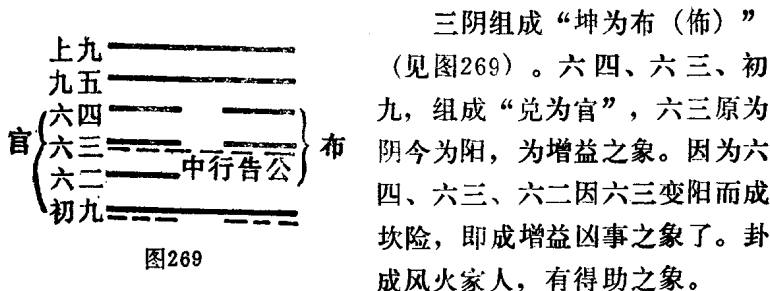 上九
九五
六四
六三
六二
初九
官
布
中行告公
图269
三阴组成“坤为布（佈）”
（见图269）。六四、六三、初
九，组成“兑为官”，六三原为
阴今为阳，为增益之象。因为六
四、六三、六二因六三变阳而成
坎险，即成增益凶事之象了。卦
成风火家人，有得助之象。